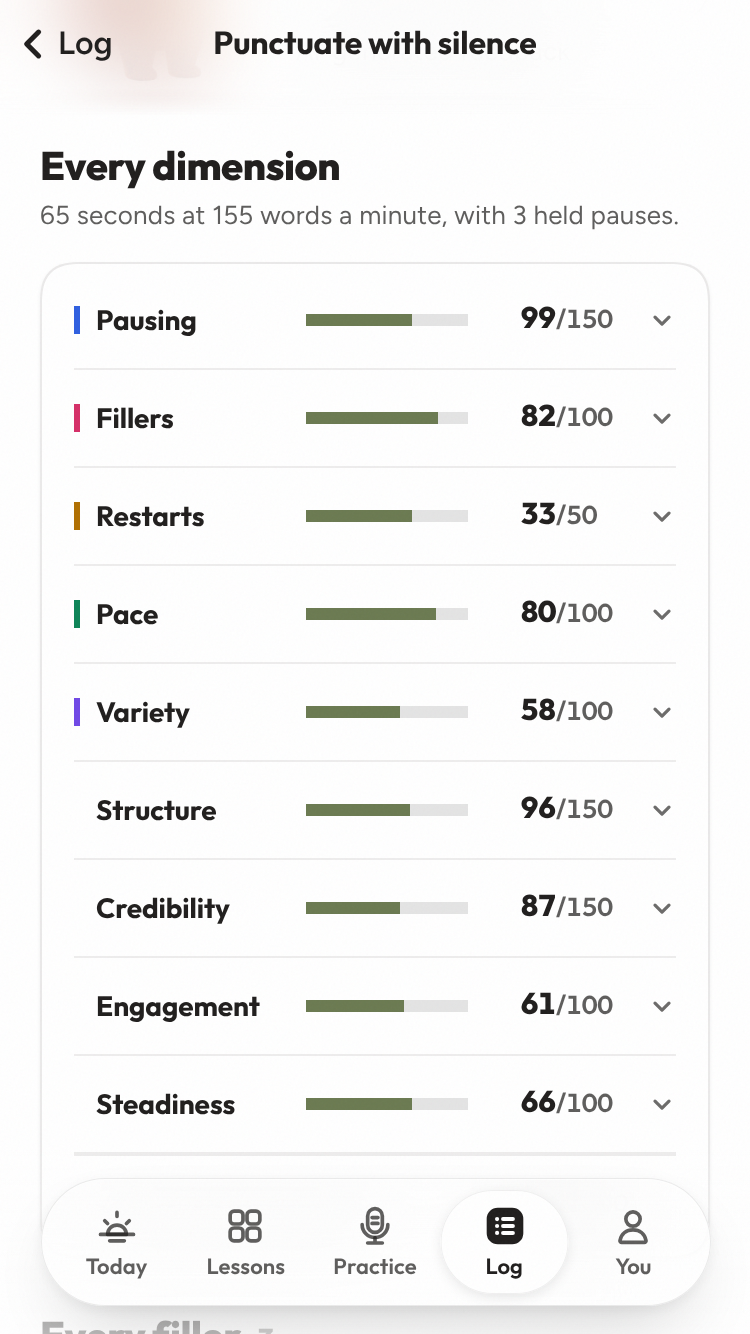 Log
Punctuate with silence
Every dimension
65 seconds at 155 words a minute, with 3 held pauses.
Pausing 99/150
Fillers 82/100
Restarts 33/50
Pace 80/100
Variety 58/100
Structure 96/150
Credibility 87/150
Engagement 61/100
Steadiness 66/100
Today Lessons Practice Log You
Every filler